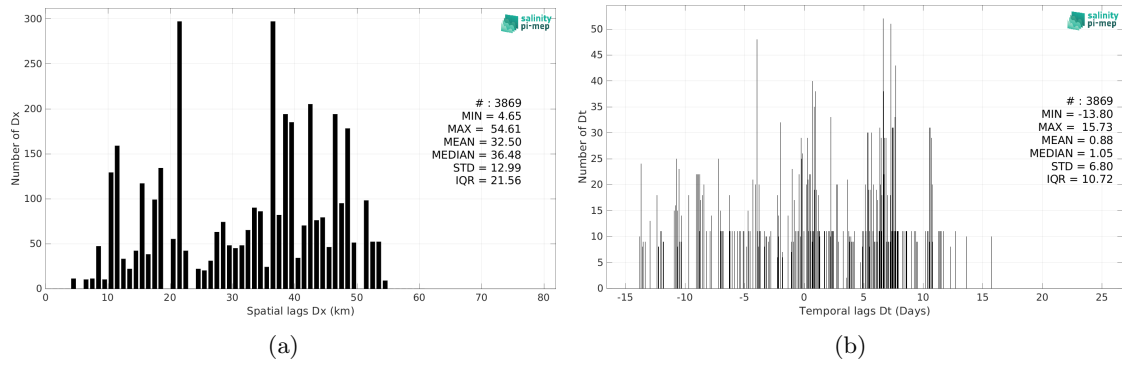 300
250
200
150
100
50
0
Number of Dx
salinity
pi-mep
# : 3869
MIN = 4.65
MAX = 54.61
MEAN = 32.50
MEDIAN = 36.48
STD = 12.99
IQR = 21.56
0 10 20 30 40 50 60 70 80
Spatial lags Dx (km)
(a)
50
45
40
35
30
25
20
15
10
5
0
Number of Dt
salinity
pi-mep
# : 3869
MIN = -13.80
MAX = 15.73
MEAN = 0.88
MEDIAN = 1.05
STD = 6.80
IQR = 10.72
-15 -10 -5 0 5 10 15 20 25
Temporal lags Dt (Days)
(b)